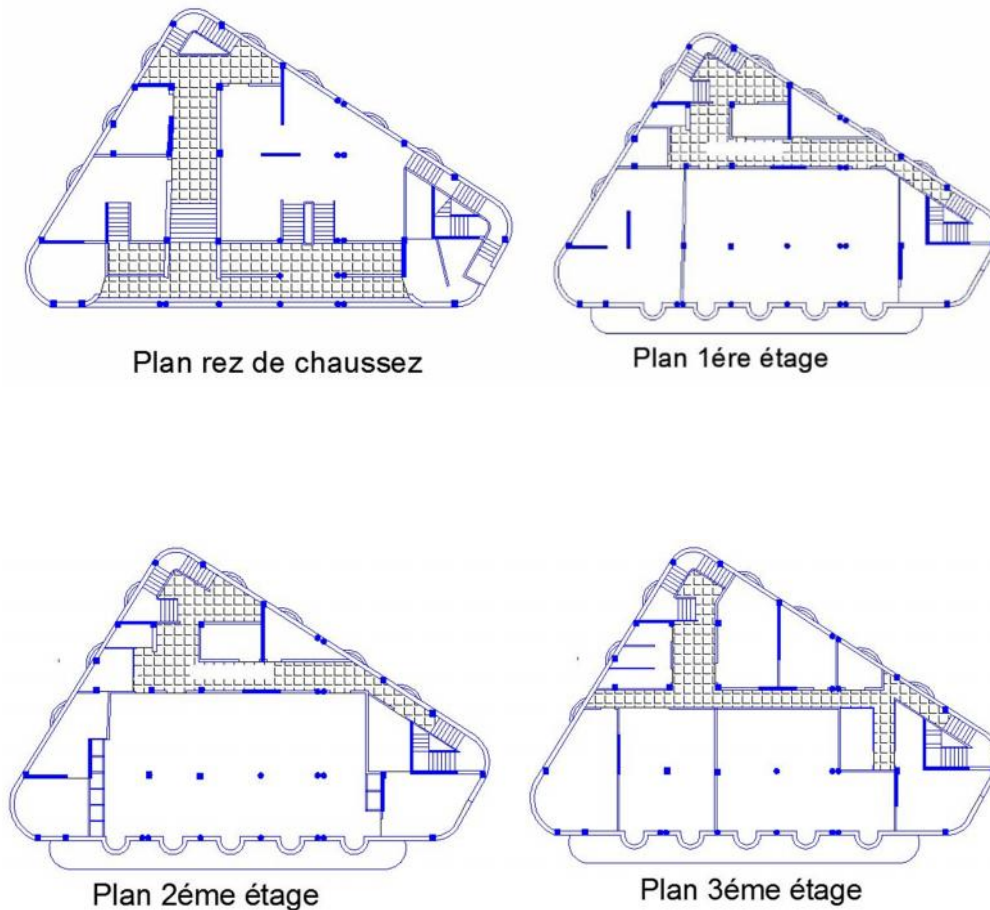 Plan rez de chaussez
Plan 1ére étage
Plan 2éme étage
Plan 3éme étage